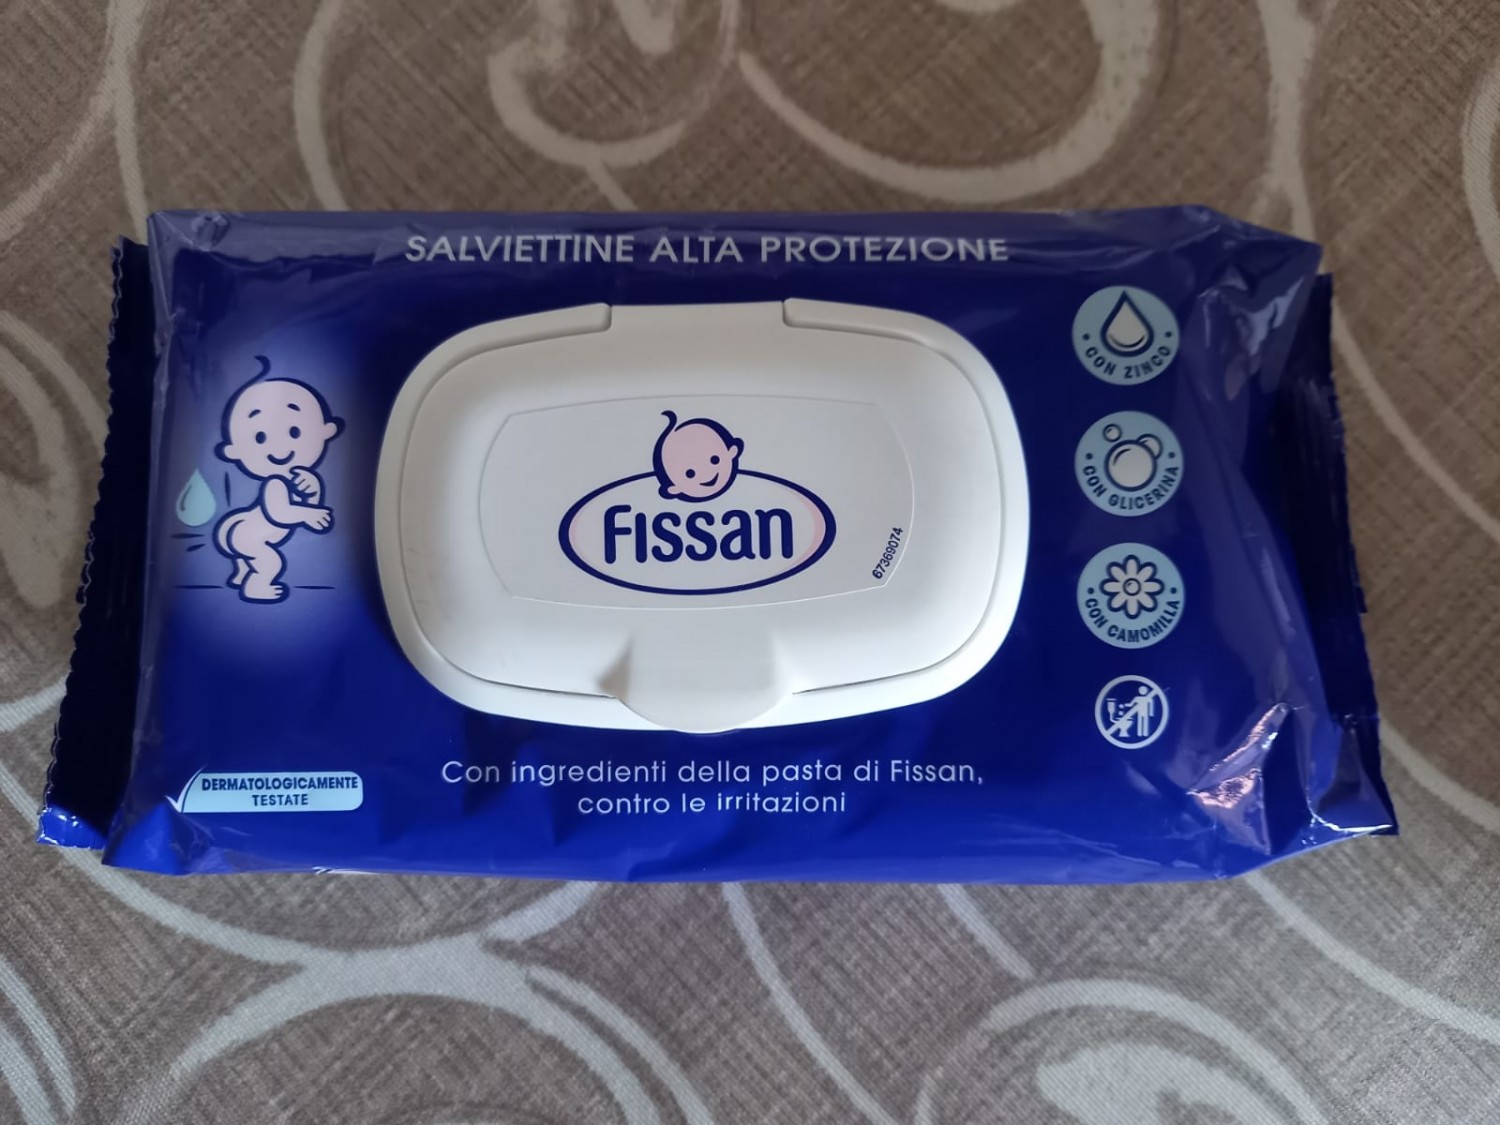 SALVIETTINE ALTA PROTEZIONE
CON ZINCO
Fissan
67369074
CON GLICERINA
CON CAMOMILLA
DERMATOLOGICAMENTE
TESTATE
Con ingredienti della pasta di Fissan,
contro le irritazioni